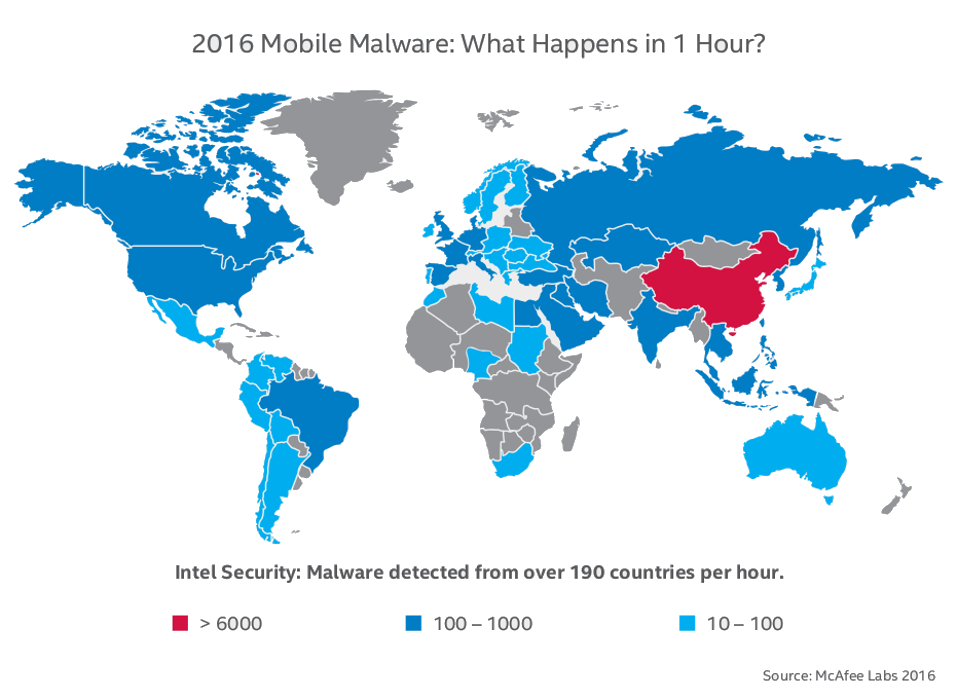 2016 Mobile Malware: What Happens in 1 Hour?
Intel Security: Malware detected from over 190 countries per hour.
> 6000
100 – 1000
10 – 100
Source: McAfee Labs 2016